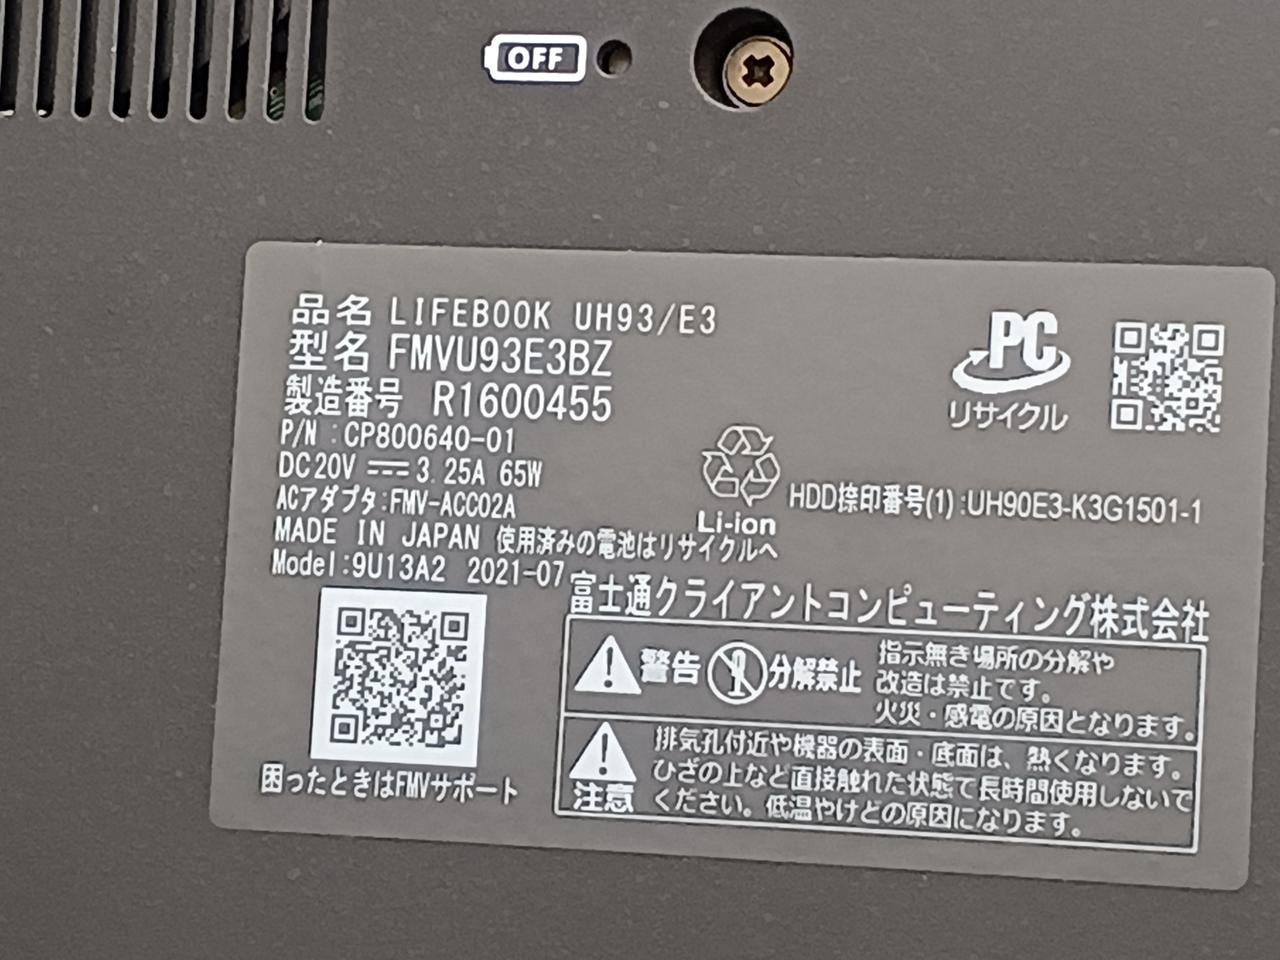 OFF
品名 LIFEBOOK UH93/E3
型名 FMVU93E3BZ
製造番号 R1600455
P/N :CP800640-01
DC20V 3.25A 65W
ACアダプタ:FMV-ACC02A
MADE IN JAPAN 使用済みの電池はリサイクルへ
Model:9U13A2 2021-07
PC
リサイクル
Li-ion
HDD捺印番号(1):UH90E3-K3G1501-1
富士通クライアントコンピューティング株式会社
警告 分解禁止
指示無き場所の分解や
改造は禁止です。
火災・感電の原因となります。
注意
排気孔付近や機器の表面・底面は、熱くなります。
ひざの上など直接触れた状態で長時間使用しないで
ください。低温やけどの原因になります。
困ったときはFMVサポート